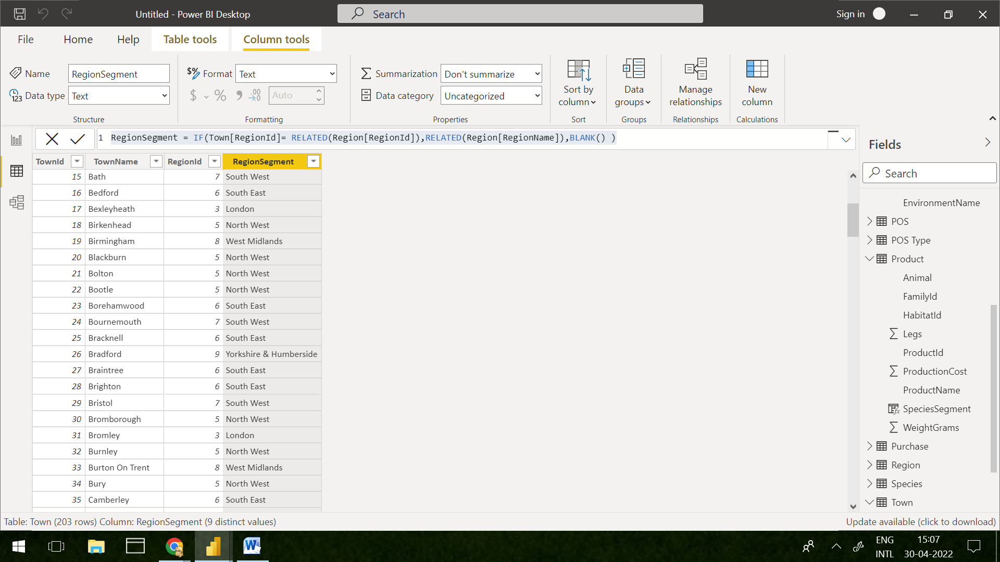 Untitled - Power BI Desktop
Search
Sign in
File Home Help Table tools Column tools
Name RegionSegment
Data type Text
Structure
$% Format Text
$ % 9 .00 Auto
Formatting
Summarization Don't summarize
Data category Uncategorized
Properties
Sort by column
Sort
Data groups
Groups
Manage relationships
Relationships
New column
Calculations
1 RegionSegment = IF(Town[RegionId]= RELATED(Region[RegionId]),RELATED(Region[RegionName]),BLANK() )
TownId TownName RegionId RegionSegment
15 Bath 7 South West
16 Bedford 6 South East
17 Bexleyheath 3 London
18 Birkenhead 5 North West
19 Birmingham 8 West Midlands
20 Blackburn 5 North West
21 Bolton 5 North West
22 Bootle 5 North West
23 Borehamwood 6 South East
24 Bournemouth 7 South West
25 Bracknell 6 South East
26 Bradford 9 Yorkshire & Humberside
27 Braintree 6 South East
28 Brighton 6 South East
29 Bristol 7 South West
30 Bromborough 5 North West
31 Bromley 3 London
32 Burnley 5 North West
33 Burton On Trent 8 West Midlands
34 Bury 5 North West
35 Camberley 6 South East
Fields
Search
EnvironmentName
POS
POS Type
Product
Animal
FamilyId
HabitatId
Legs
ProductId
ProductionCost
ProductName
SpeciesSegment
WeightGrams
Purchase
Region
Species
Town
Table: Town (203 rows) Column: RegionSegment (9 distinct values)
Update available (click to download)
ENG
INTL
15:07
30-04-2022